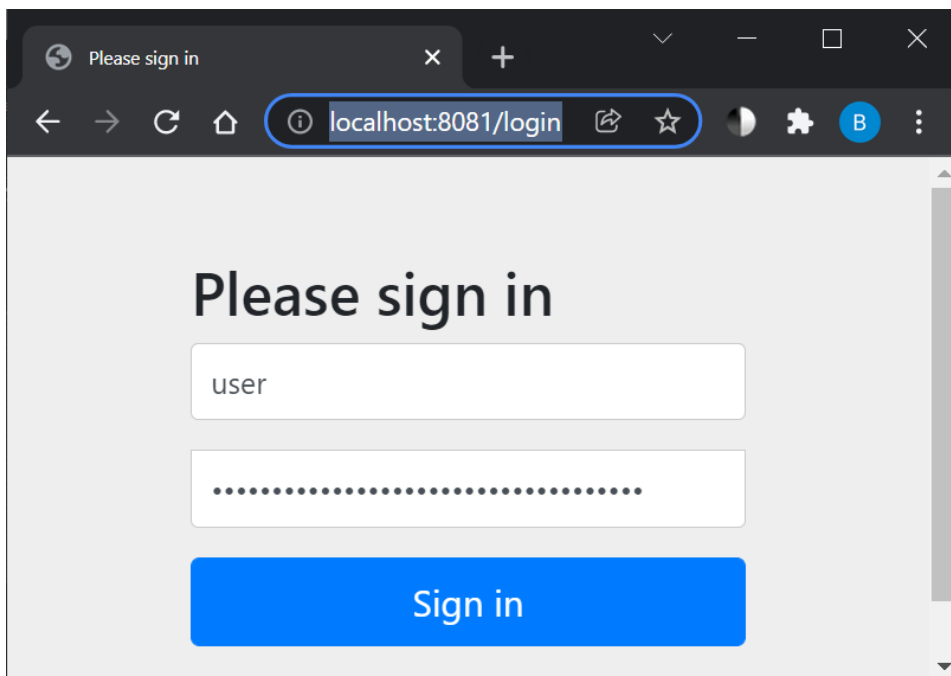 Please sign in
localhost:8081/login
B
Please sign in
user
••••••••••••••••••••••••••••••••••••
Sign in